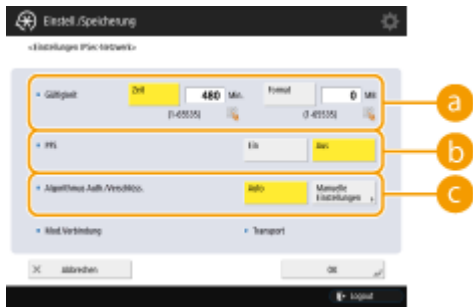 Einstell./Speicherung
<Einstellungen IPSec-Netzwerk>
Gültigkeit Zeit 480 Min. Format 0 MB
(1-65535) (1-65535)
a
PFS Ein Aus
b
Algorithmus Auth./Verschlüss. Auto Manuelle Einstellungen
c
Mod.Verbindung Transport
Abbrechen OK
Logout